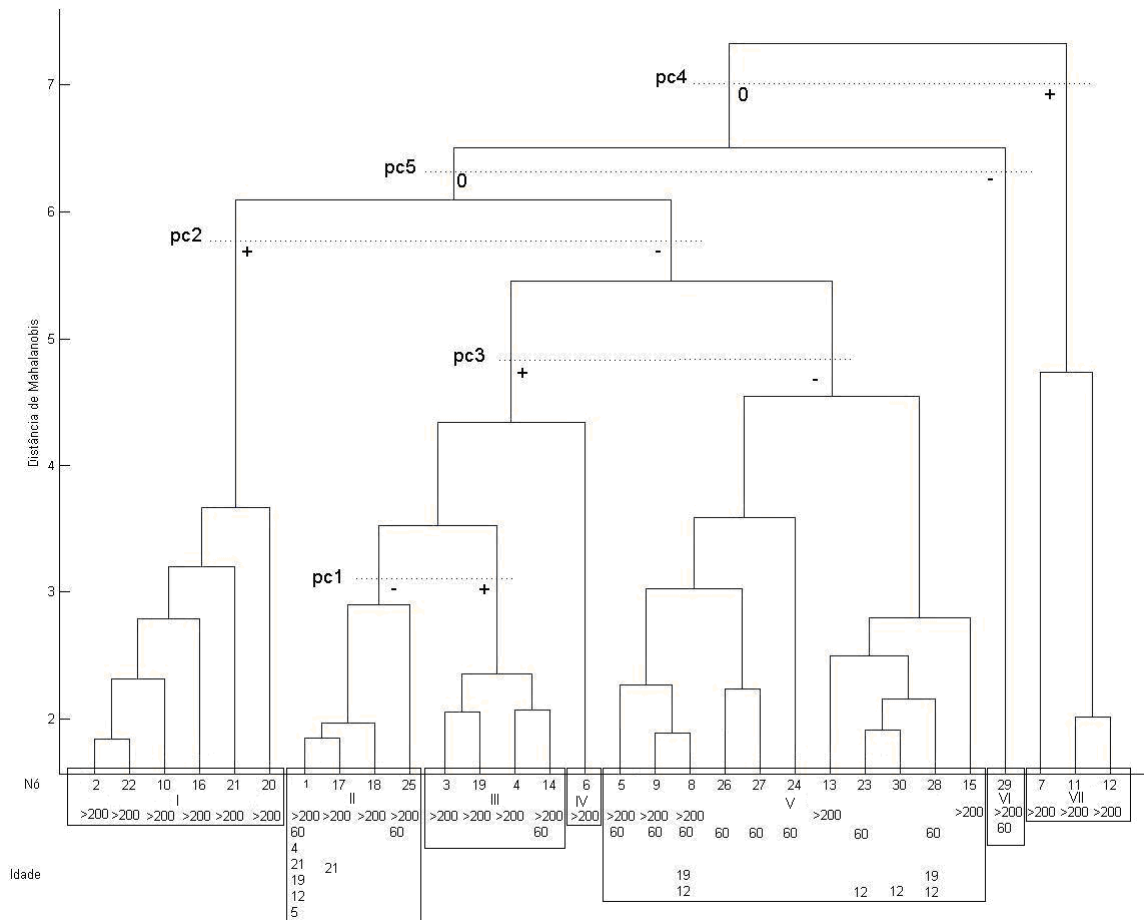 7
pc4
0 +
pc5
0 -
6
pc2
+ -
5
pc3
+ -
Distância de Mahalanobis
4
3
pc1
- +
2
Nó 2 22 10 16 21 20 1 17 18 25 3 19 4 14 6 5 9 8 26 27 24 13 23 30 28 15 29 7 11 12
I II III IV V VI VII
>200 >200 >200 >200 >200 >200 >200 >200 >200 >200 >200 >200 >200 >200 >200 >200 >200 >200 >200 >200 >200 >200 >200 >200
60 60 60 60 60 60 60 60 60 60 60 60
4
21 21
Idade
19 19 19
12 12 12 12 12
5